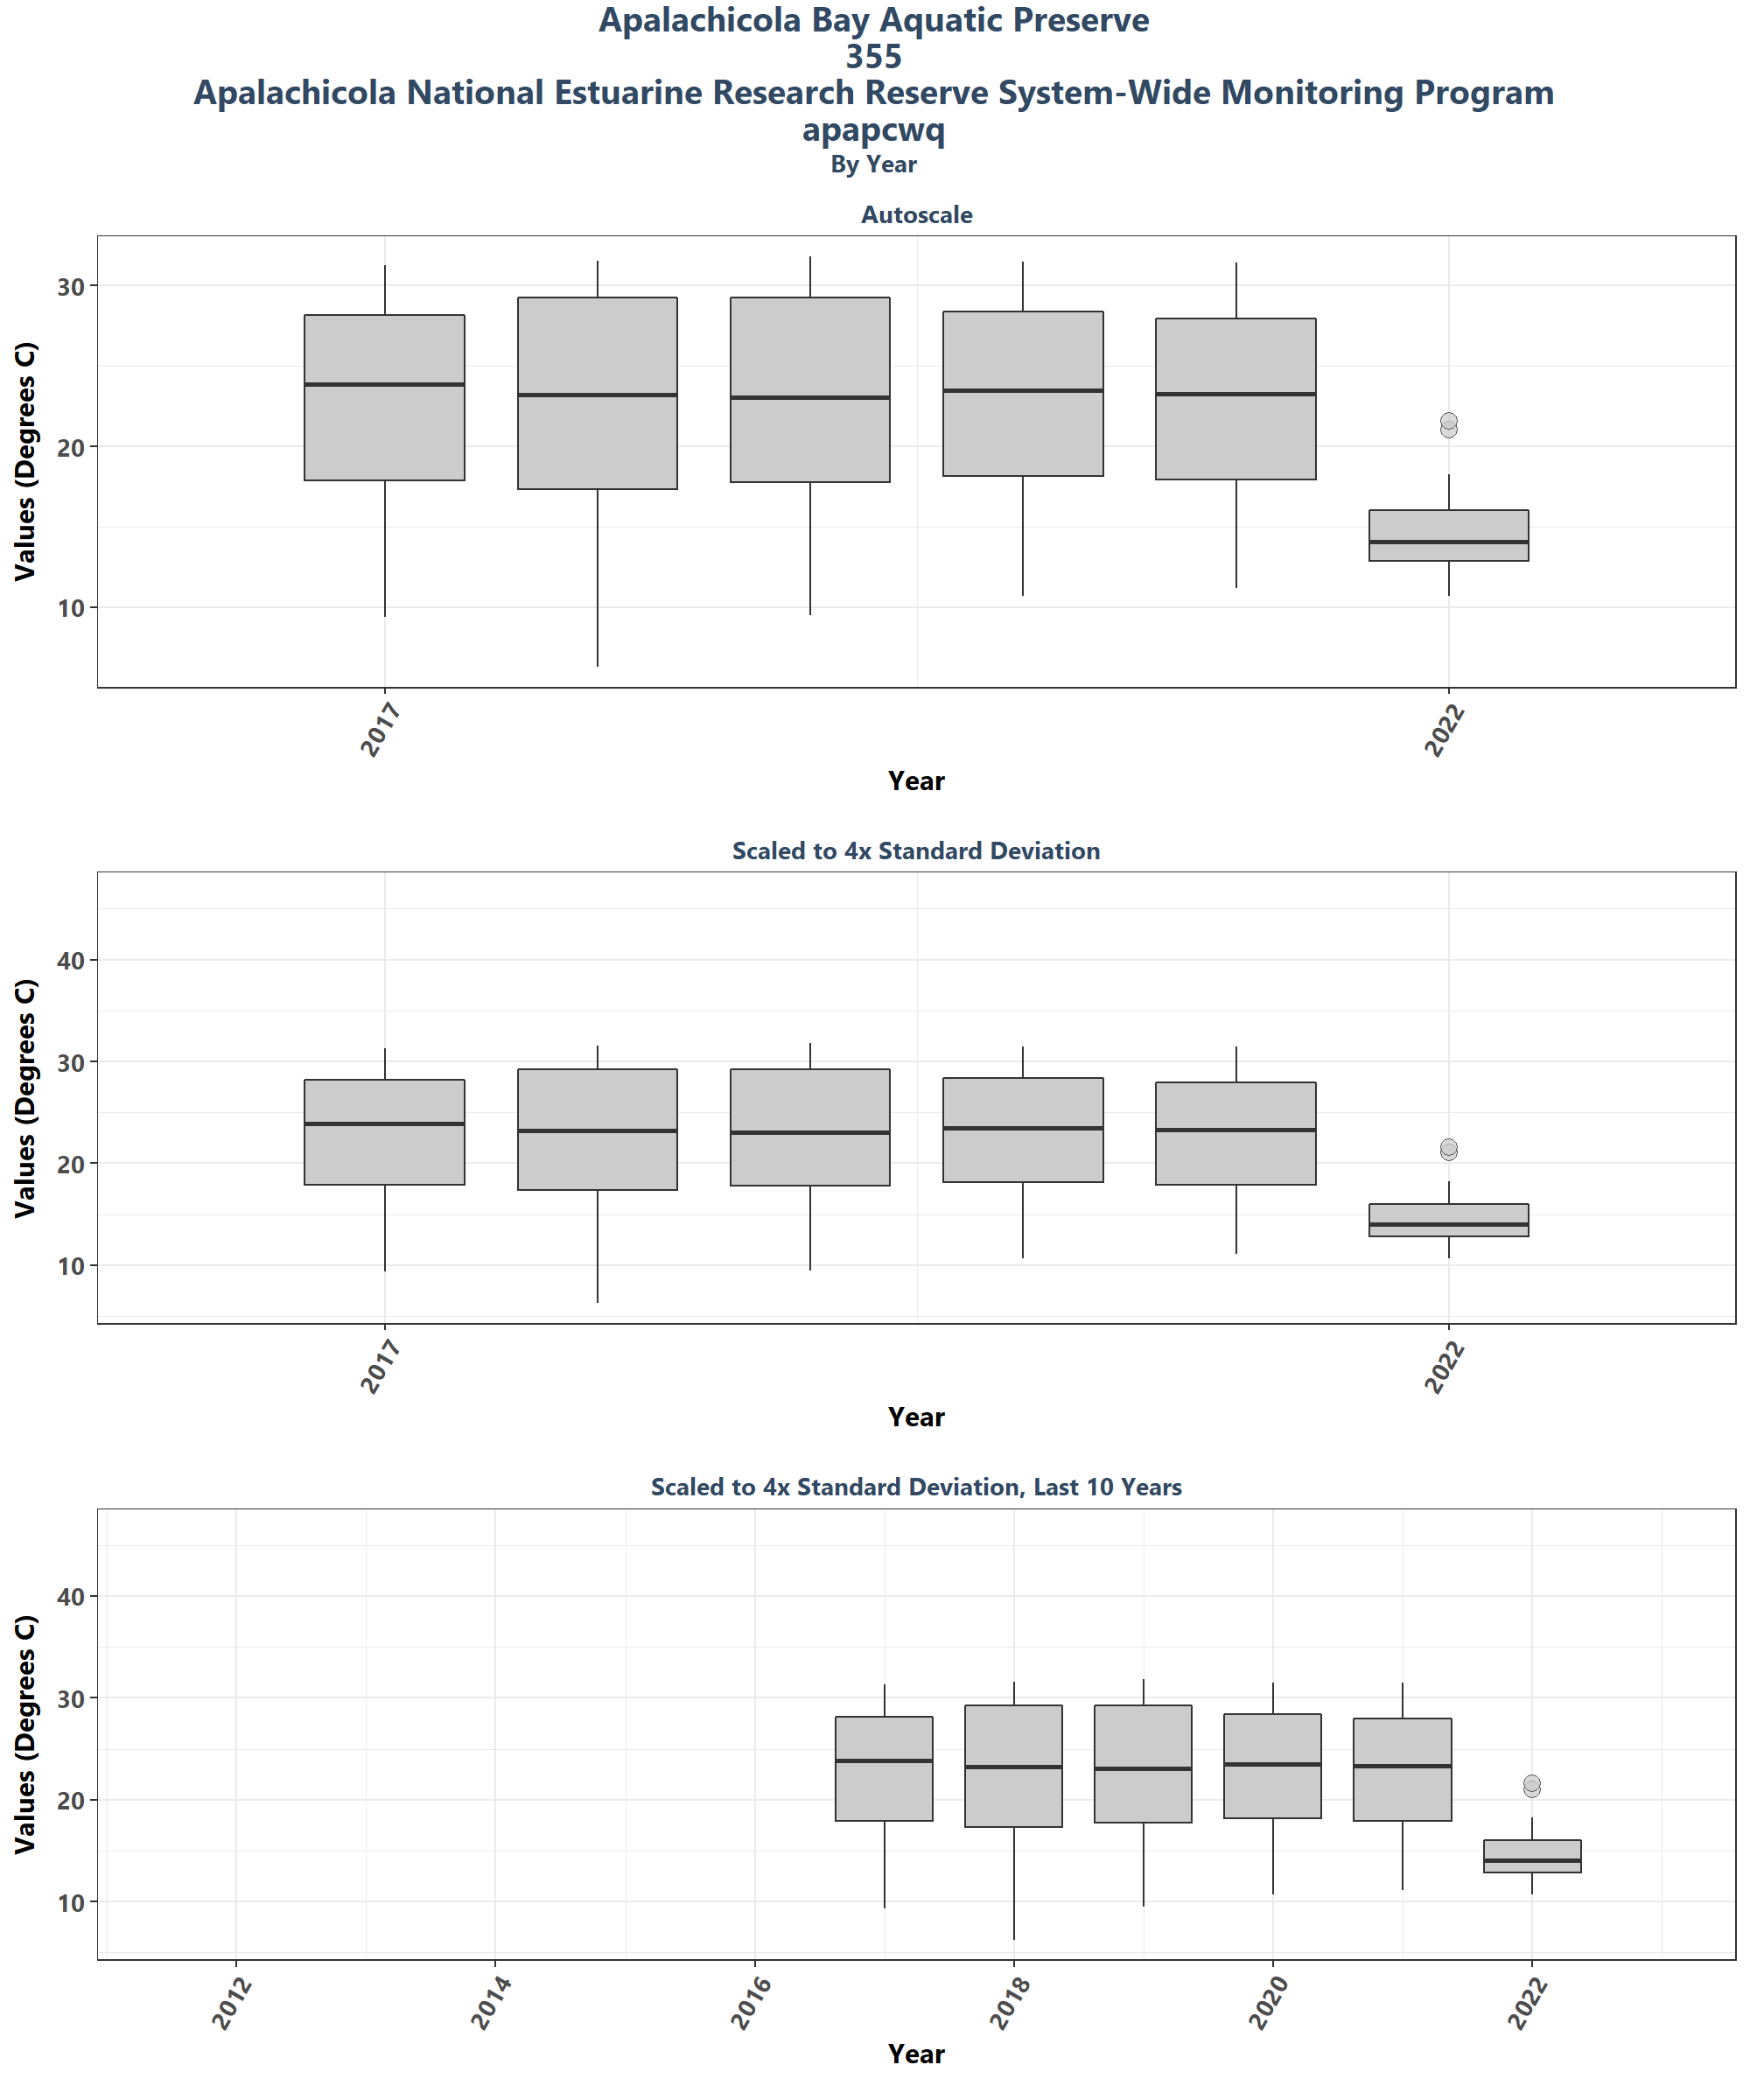 Apalachicola Bay Aquatic Preserve
355
Apalachicola National Estuarine Research Reserve System-Wide Monitoring Program
apapcwq
By Year
Autoscale
Values (Degrees C)
30
20
10
2017
2022
Year
Scaled to 4x Standard Deviation
Values (Degrees C)
40
30
20
10
2017
2022
Year
Scaled to 4x Standard Deviation, Last 10 Years
Values (Degrees C)
40
30
20
10
2012
2014
2016
2018
2020
2022
Year